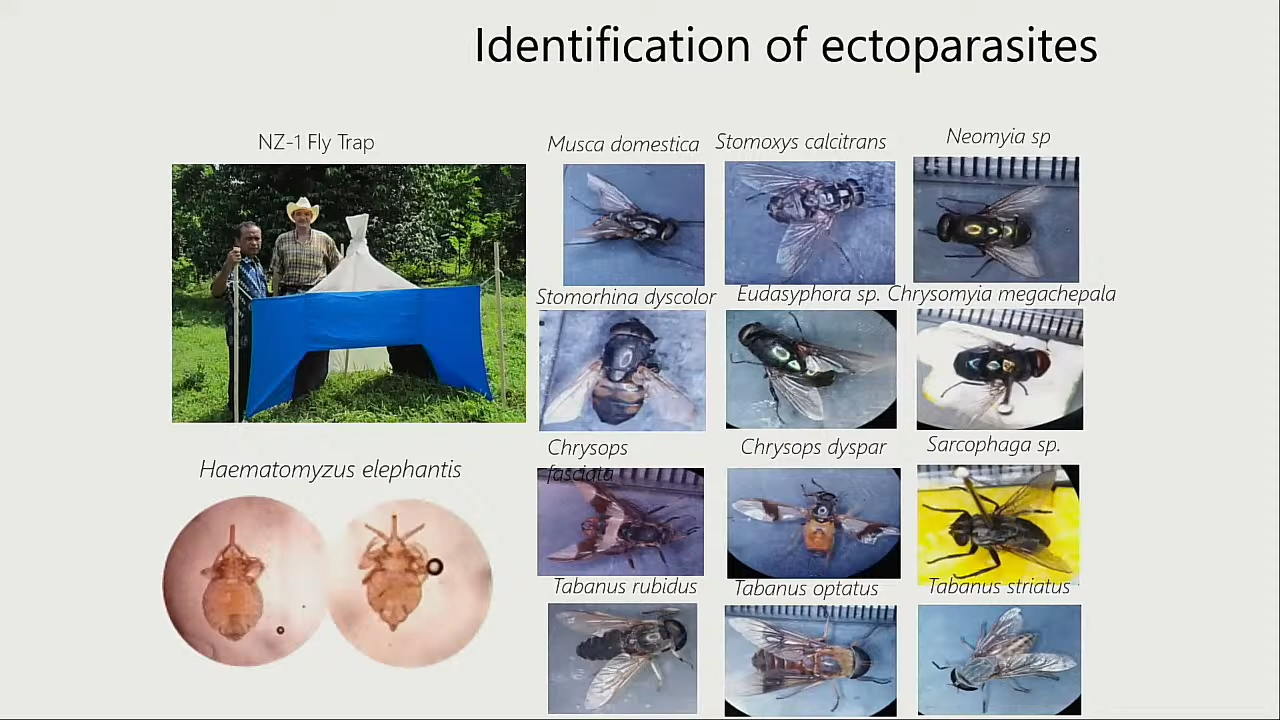 Identification of ectoparasites
NZ-1 Fly Trap
Musca domestica
Stomoxys calcitrans
Neomyia sp
Stomorhina dyscolor
Eudasyphora sp.
Chrysomyia megachepala
Haematomyzus elephantis
Chrysops
fasciata
Chrysops dyspar
Sarcophaga sp.
Tabanus rubidus
Tabanus optatus
Tabanus striatus